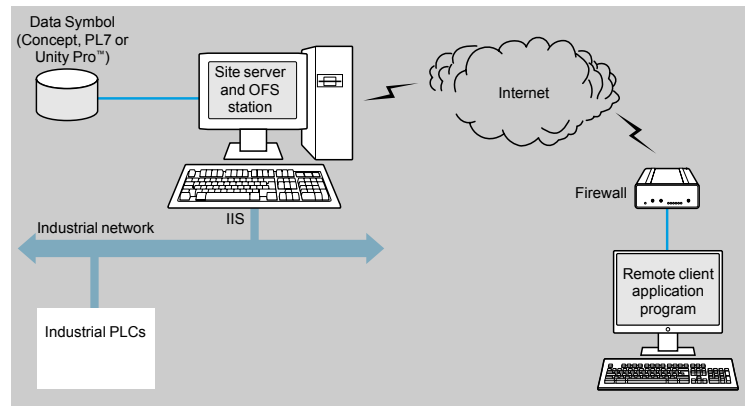 Data Symbol
(Concept, PL7 or
Unity Pro™)
Site server
and OFS
station
Internet
Firewall
IIS
Industrial network
Remote client
application
program
Industrial PLCs